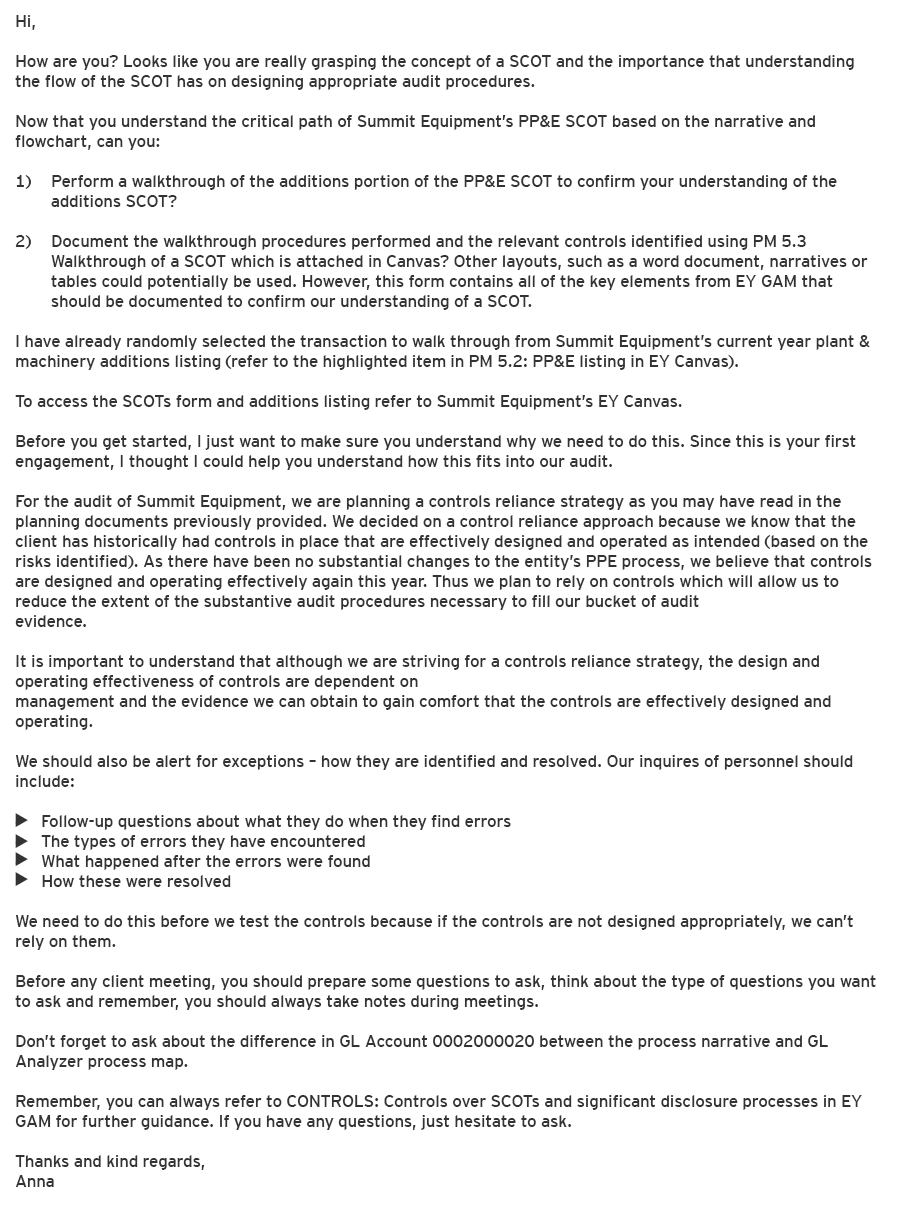 Hi,
How are you? Looks like you are really grasping the concept of a SCOT and the importance that understanding
the flow of the SCOT has on designing appropriate audit procedures.
Now that you understand the critical path of Summit Equipment's PP&E SCOT based on the narrative and
flowchart, can you:
1) Perform a walkthrough of the additions portion of the PP&E SCOT to confirm your understanding of the
additions SCOT?
2) Document the walkthrough procedures performed and the relevant controls identified using PM 5.3
Walkthrough of a SCOT which is attached in Canvas? Other layouts, such as a word document, narratives or
tables could potentially be used. However, this form contains all of the key elements from EY GAM that
should be documented to confirm our understanding of a SCOT.
I have already randomly selected the transaction to walk through from Summit Equipment's current year plant &
machinery additions listing (refer to the highlighted item in PM 5.2: PP&E listing in EY Canvas).
To access the SCOTs form and additions listing refer to Summit Equipment's EY Canvas.
Before you get started, I just want to make sure you understand why we need to do this. Since this is your first
engagement, I thought I could help you understand how this fits into our audit.
For the audit of Summit Equipment, we are planning a controls reliance strategy as you may have read in the
planning documents previously provided. We decided on a control reliance approach because we know that the
client has historically had controls in place that are effectively designed and operated as intended (based on the
risks identified). As there have been no substantial changes to the entity's PPE process, we believe that controls
are designed and operating effectively again this year. Thus we plan to rely on controls which will allow us to
reduce the extent of the substantive audit procedures necessary to fill our bucket of audit
evidence.
It is important to understand that although we are striving for a controls reliance strategy, the design and
operating effectiveness of controls are dependent on
management and the evidence we can obtain to gain comfort that the controls are effectively designed and
operating.
We should also be alert for exceptions – how they are identified and resolved. Our inquires of personnel should
include:
▶ Follow-up questions about what they do when they find errors
▶ The types of errors they have encountered
▶ What happened after the errors were found
▶ How these were resolved
We need to do this before we test the controls because if the controls are not designed appropriately, we can't
rely on them.
Before any client meeting, you should prepare some questions to ask, think about the type of questions you want
to ask and remember, you should always take notes during meetings.
Don't forget to ask about the difference in GL Account 0002000020 between the process narrative and GL
Analyzer process map.
Remember, you can always refer to CONTROLS: Controls over SCOTs and significant disclosure processes in EY
GAM for further guidance. If you have any questions, just hesitate to ask.
Thanks and kind regards,
Anna